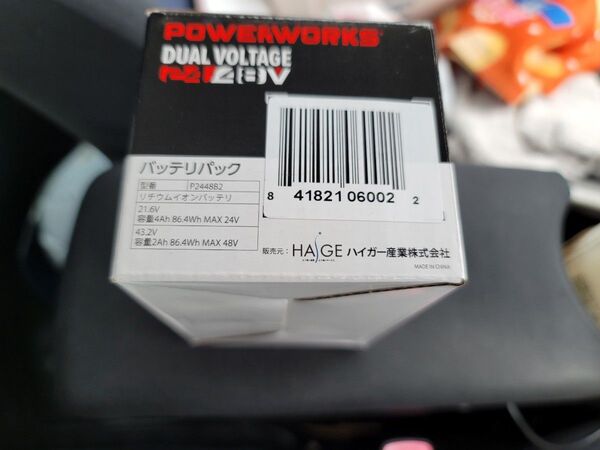 POWERWORKS
DUAL VOLTAGE
24/48V
8 41821 06002 2
バッテリパック
型番 P2448B2
リチウムイオンバッテリ
21.6V
容量4Ah 86.4Wh MAX 24V
43.2V
容量2Ah 86.4Wh MAX 48V
販売元: HAIGE ハイガー産業株式会社
MADE IN CHINA